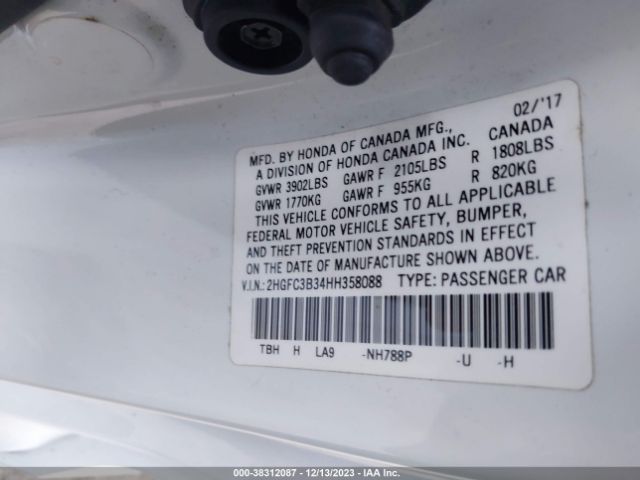 02/'17
MFD. BY HONDA OF CANADA MFG., CANADA
A DIVISION OF HONDA CANADA INC.
GVWR 3902LBS GAWR F 2105LBS R 1808LBS
GVWR 1770KG GAWR F 955KG R 820KG
THIS VEHICLE CONFORMS TO ALL APPLICABLE
FEDERAL MOTOR VEHICLE SAFETY, BUMPER,
AND THEFT PREVENTION STANDARDS IN EFFECT
ON THE DATE OF MANUFACTURE SHOWN ABOVE.
V.I.N.: 2HGFC3B34HH358088 TYPE: PASSENGER CAR
TBH H LA9 -NH788P -U -H
000-38312087 - 12/13/2023 - IAAI.com